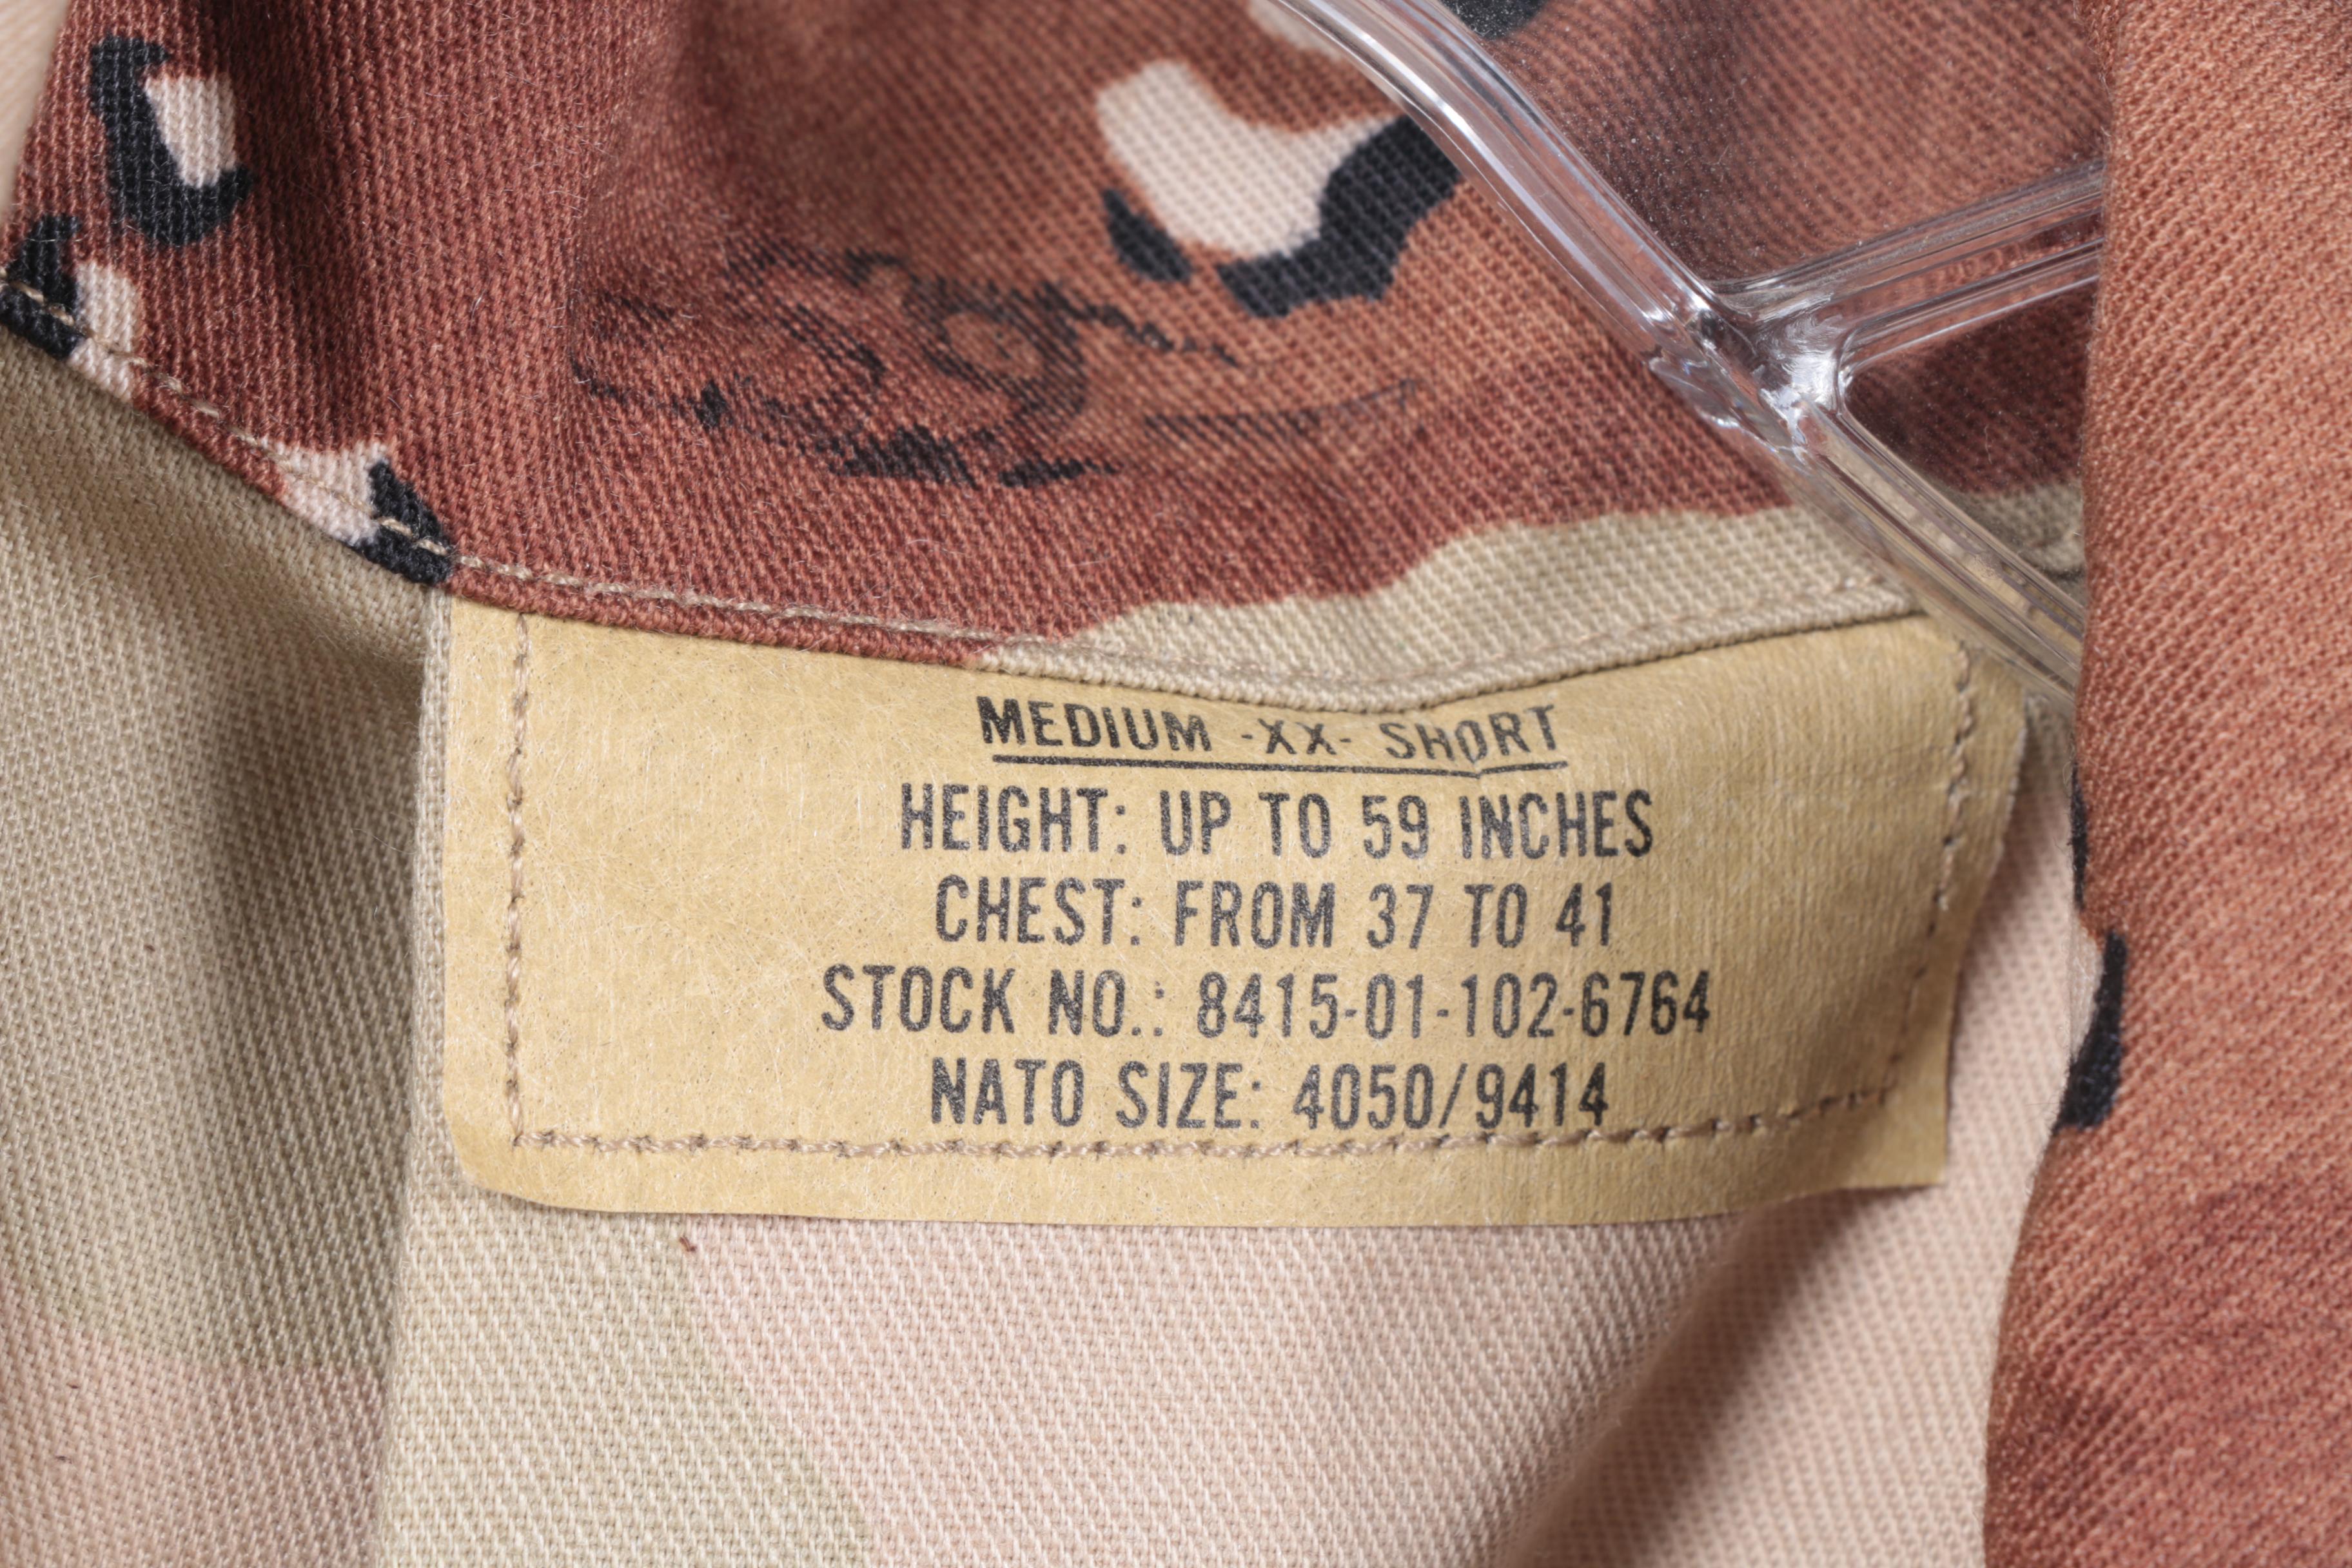 MEDIUM -XX- SHORT
HEIGHT: UP TO 59 INCHES
CHEST: FROM 37 TO 41
STOCK NO.: 8415-01-102-6764
NATO SIZE: 4050/9414